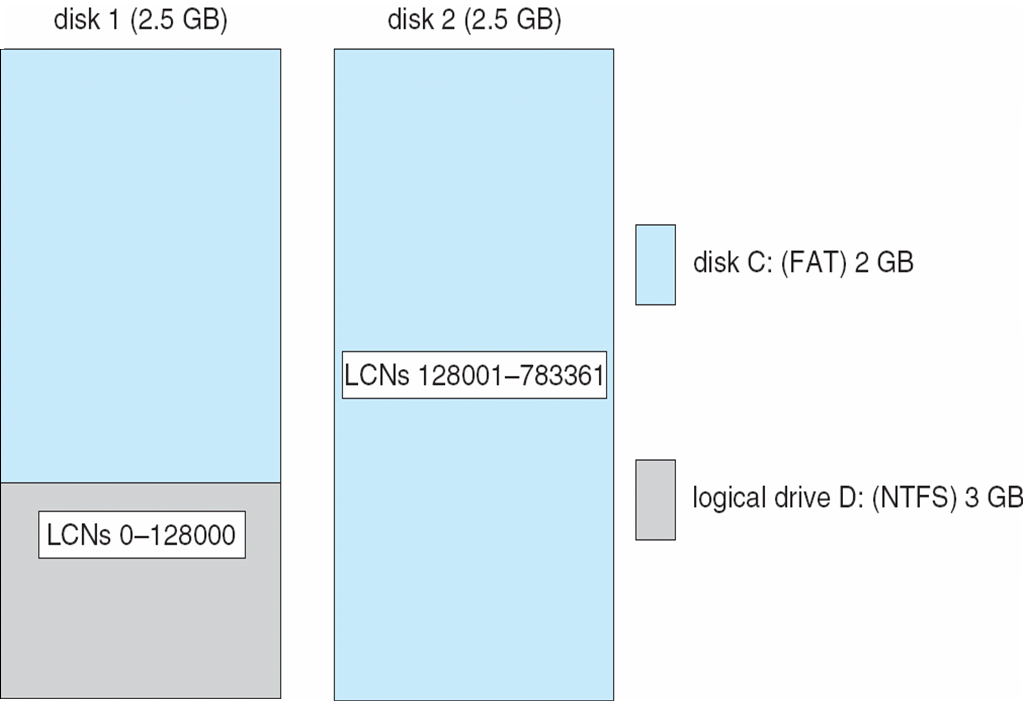 disk 1 (2.5 GB)
disk 2 (2.5 GB)
disk C: (FAT) 2 GB
LCNs 128001–783361
logical drive D: (NTFS) 3 GB
LCNs 0–128000